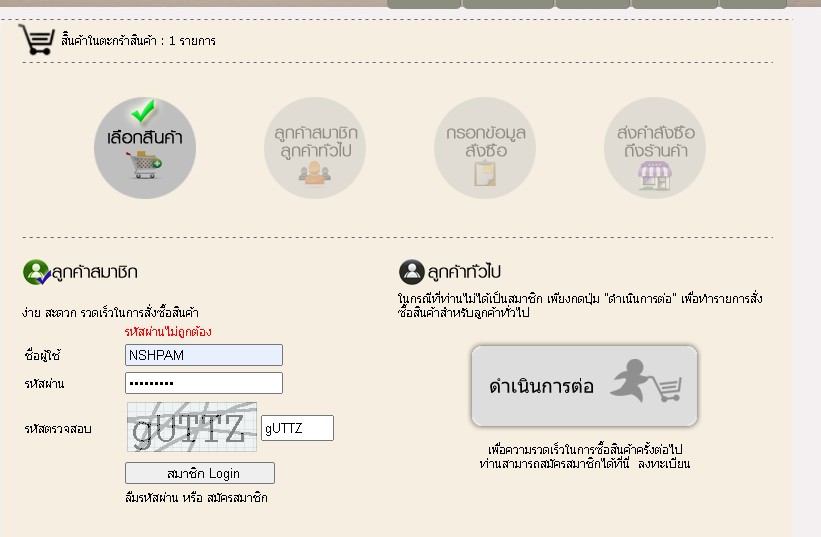 สินค้าในตะกร้าสินค้า : 1 รายการ
เลือกสินค้า
ลูกค้าสมาชิก
ลูกค้าทั่วไป
กรอกข้อมูล
สั่งซื้อ
ส่งคำสั่งซื้อ
ถึงร้านค้า
ลูกค้าสมาชิก
ง่าย สะดวก รวดเร็วในการสั่งซื้อสินค้า
รหัสผ่านไม่ถูกต้อง
ชื่อผู้ใช้
NSHPAM
รหัสผ่าน
•••••••••
รหัสตรวจสอบ
gUTTZ
gUTTZ
สมาชิก Login
ลืมรหัสผ่าน หรือ สมัครสมาชิก
ลูกค้าทั่วไป
ในกรณีที่ท่านไม่ได้เป็นสมาชิก เพียงกดปุ่ม "ดำเนินการต่อ" เพื่อทำรายการสั่ง
ซื้อสินค้าสำหรับลูกค้าทั่วไป
ดำเนินการต่อ
เพื่อความรวดเร็วในการซื้อสินค้าครั้งต่อไป
ท่านสามารถสมัครสมาชิกได้ที่นี่ ลงทะเบียน